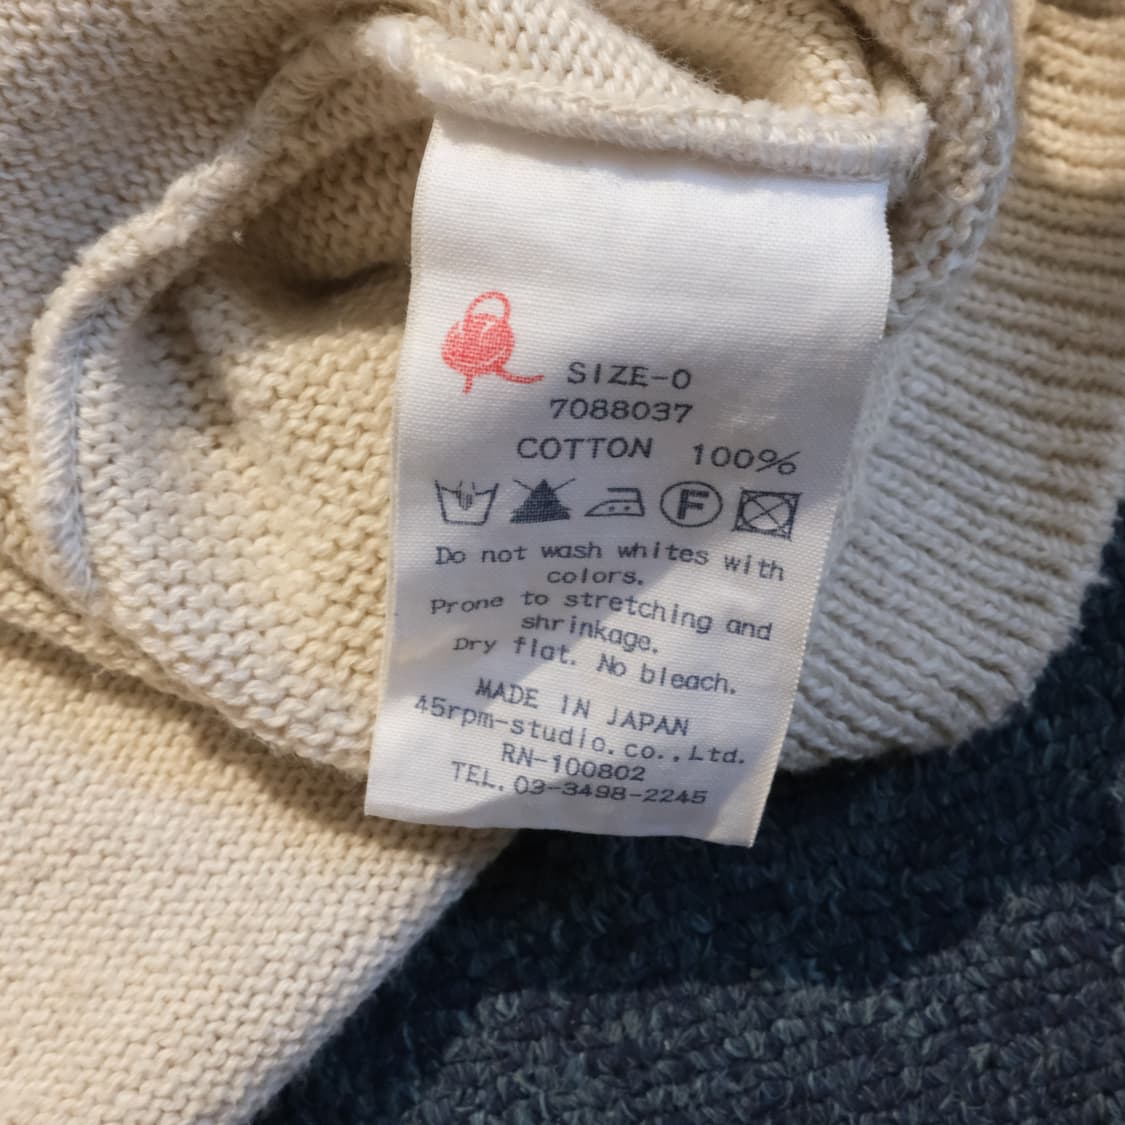 SIZE-0
7088037
COTTON 100%
F
Do not wash whites with
colors.
Prone to stretching and
shrinkage.
Dry flat. No bleach.
MADE IN JAPAN
45rpm-studio.co.,Ltd.
RN-100802
TEL.03-3498-2245